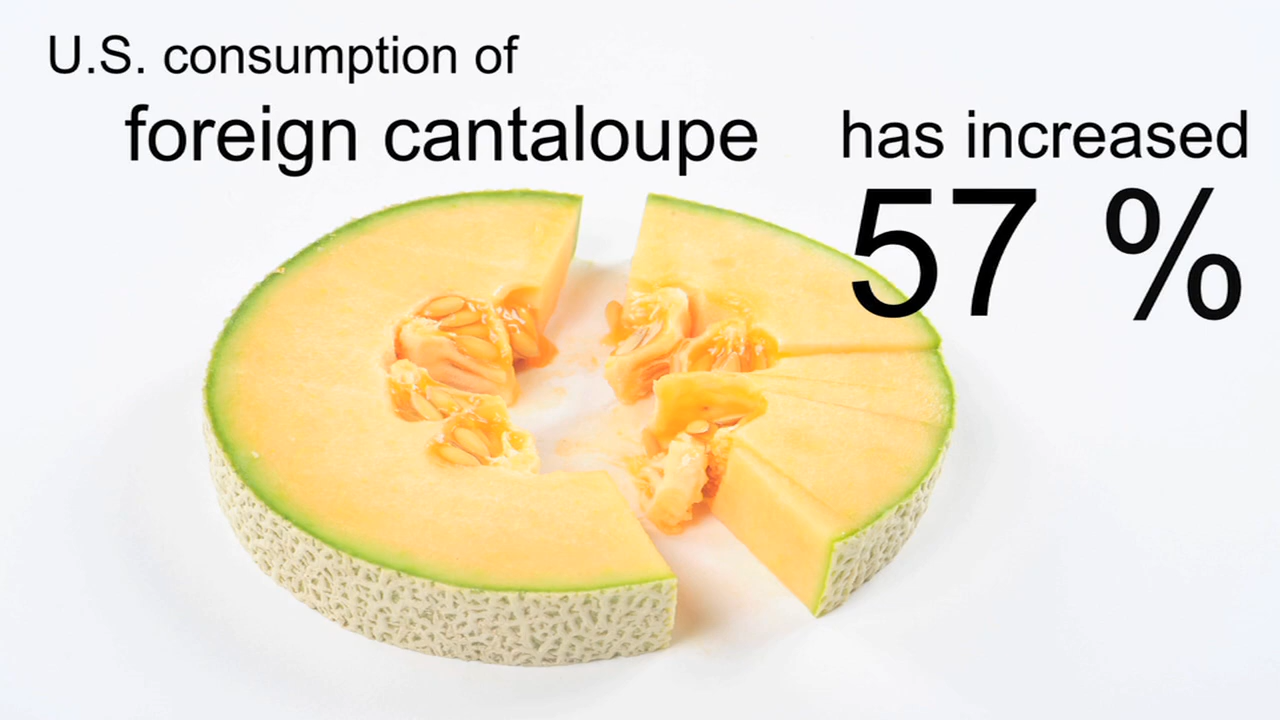 U.S. consumption of
foreign cantaloupe
has increased
57 %